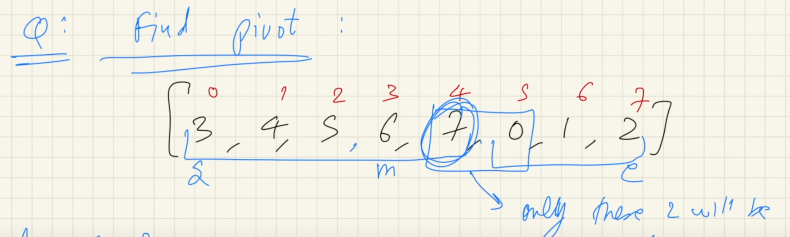 Q: Find pivot :
0 1 2 3 4 5 6 7
[3, 4, 5, 6, 7, 0, 1, 2]
s m e
only these 2 will be